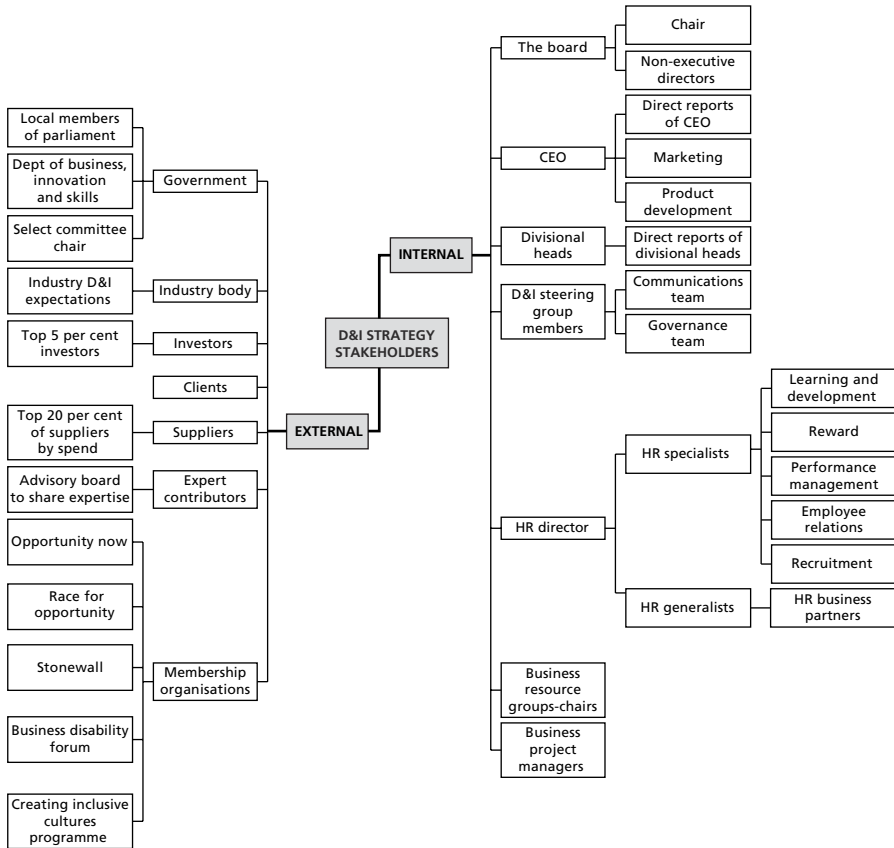 D&I STRATEGY
STAKEHOLDERS
INTERNAL
The board
Chair
Non-executive
directors
CEO
Direct reports
of CEO
Marketing
Product
development
Divisional
heads
Direct reports of
divisional heads
D&I steering
group
members
Communications
team
Governance
team
HR director
HR specialists
Learning and
development
Reward
Performance
management
Employee
relations
Recruitment
HR generalists
HR business
partners
Business
resource
groups-chairs
Business
project
managers
EXTERNAL
Government
Local members
of parliament
Dept of business,
innovation
and skills
Select committee
chair
Industry body
Industry D&I
expectations
Investors
Top 5 per cent
investors
Clients
Suppliers
Top 20 per cent
of suppliers
by spend
Expert
contributors
Advisory board
to share expertise
Membership
organisations
Opportunity now
Race for
opportunity
Stonewall
Business disability
forum
Creating inclusive
cultures
programme